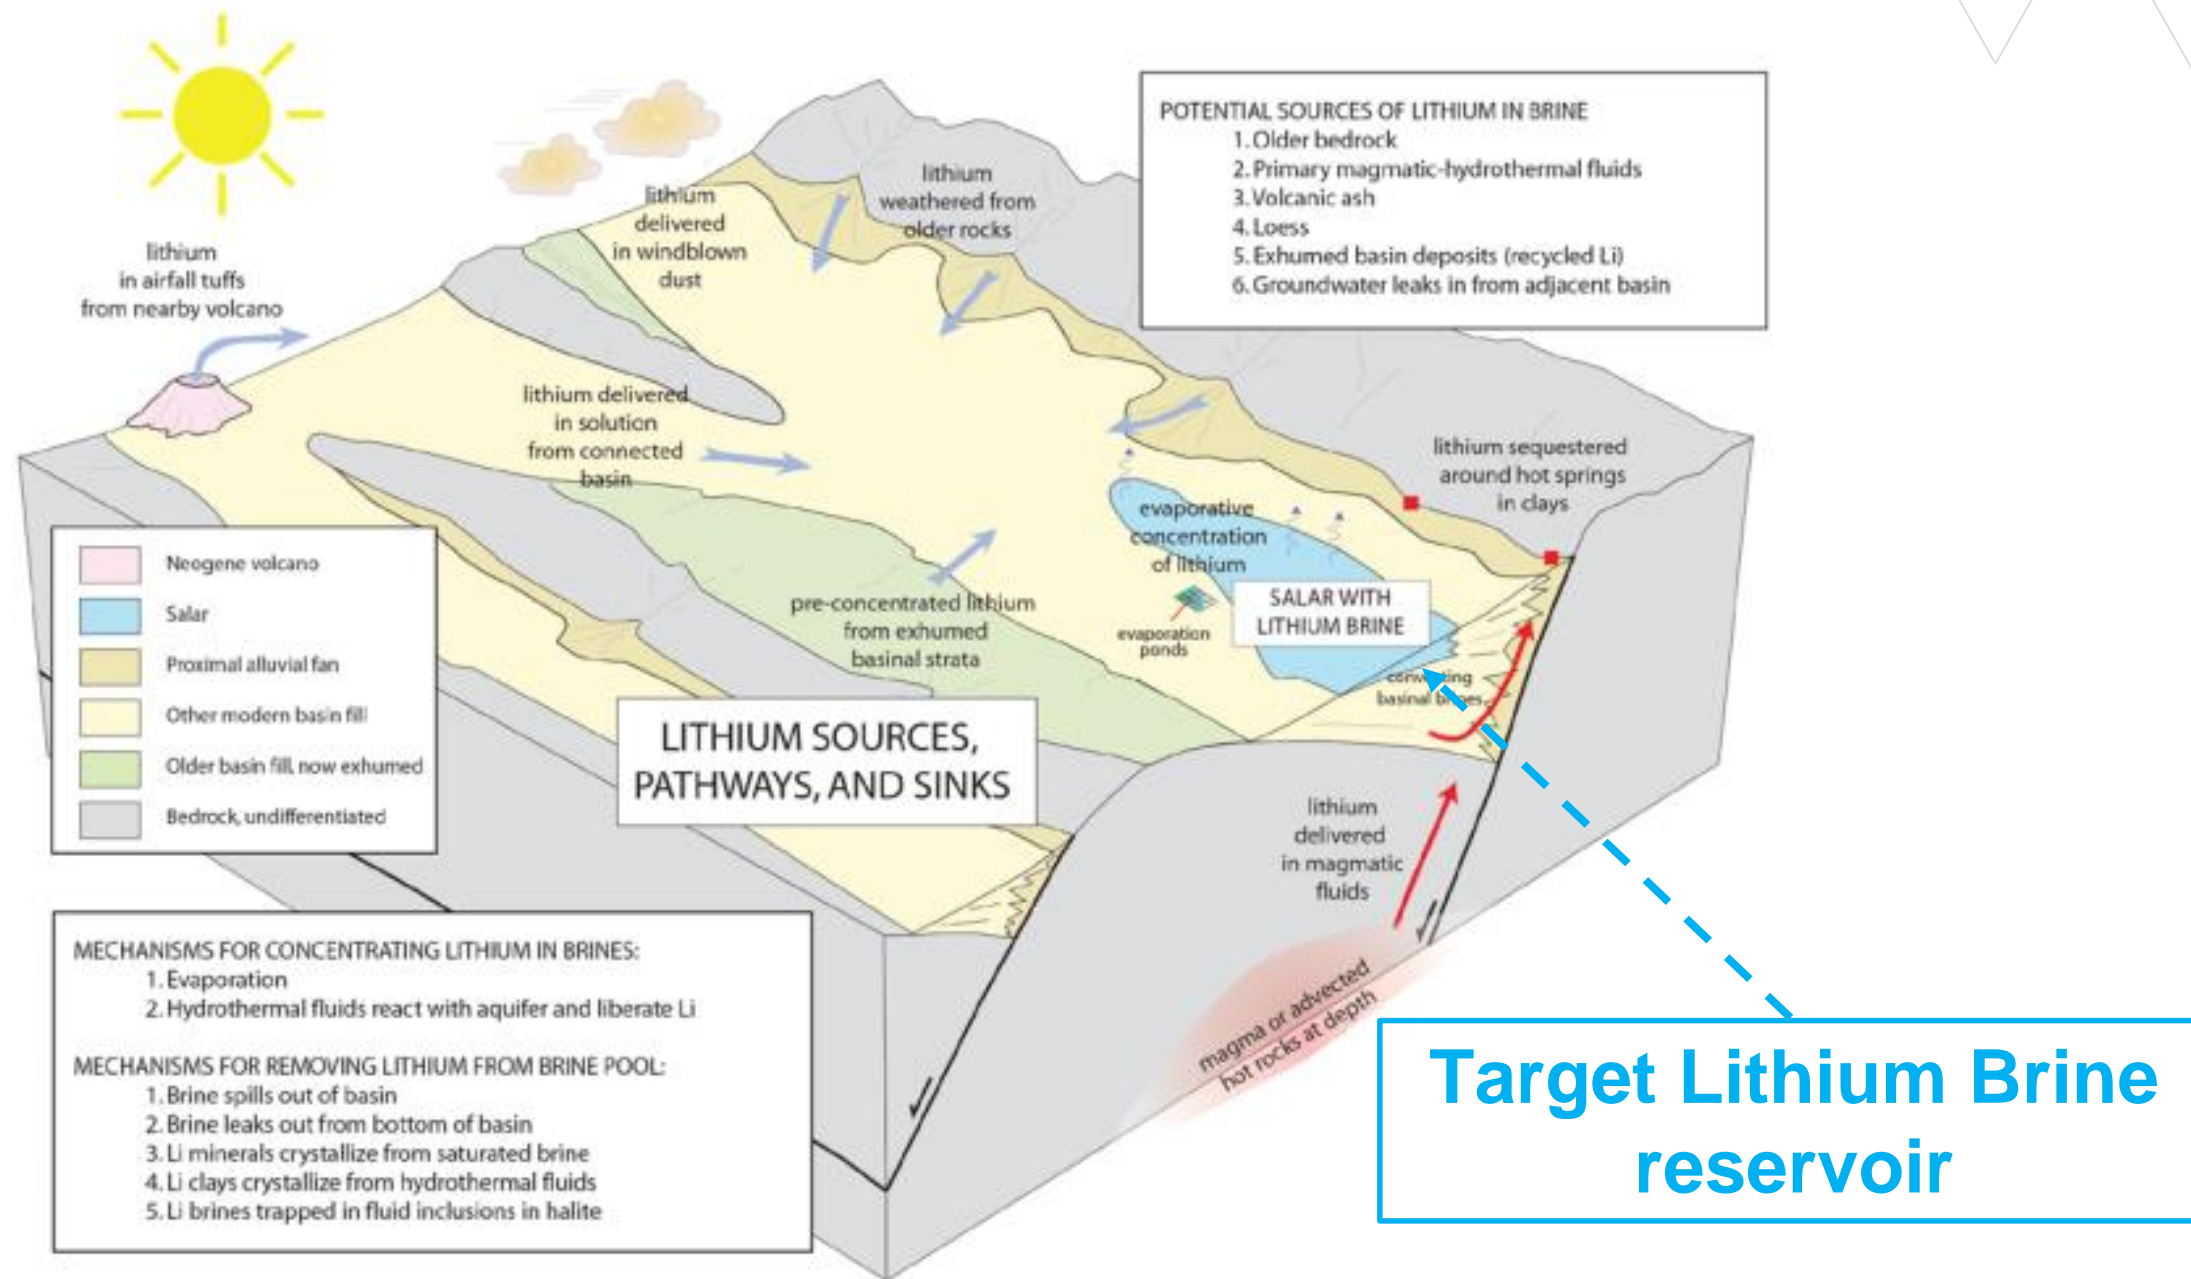 POTENTIAL SOURCES OF LITHIUM IN BRINE
1. Older bedrock
2. Primary magmatic-hydrothermal fluids
3. Volcanic ash
4. Loess
5. Exhumed basin deposits (recycled Li)
6. Groundwater leaks in from adjacent basin
lithium
weathered from
older rocks
lithium
delivered
in windblown
dust
lithium
in airfall tuffs
from nearby volcano
lithium delivered
in solution
from connected
basin
lithium sequestered
around hot springs
in clays
evaporative
concentration
of lithium
SALAR WITH
LITHIUM BRINE
evaporation
ponds
pre-concentrated lithium
from exhumed
basinal strata
convecting
basinal brines
Neogene volcano
Salar
Proximal alluvial fan
Other modern basin fill
Older basin fill, now exhumed
Bedrock, undifferentiated
LITHIUM SOURCES,
PATHWAYS, AND SINKS
lithium
delivered
in magmatic
fluids
magma or advected
hot rocks at depth
MECHANISMS FOR CONCENTRATING LITHIUM IN BRINES:
1. Evaporation
2. Hydrothermal fluids react with aquifer and liberate Li
MECHANISMS FOR REMOVING LITHIUM FROM BRINE POOL:
1. Brine spills out of basin
2. Brine leaks out from bottom of basin
3. Li minerals crystallize from saturated brine
4. Li clays crystallize from hydrothermal fluids
5. Li brines trapped in fluid inclusions in halite
Target Lithium Brine
reservoir